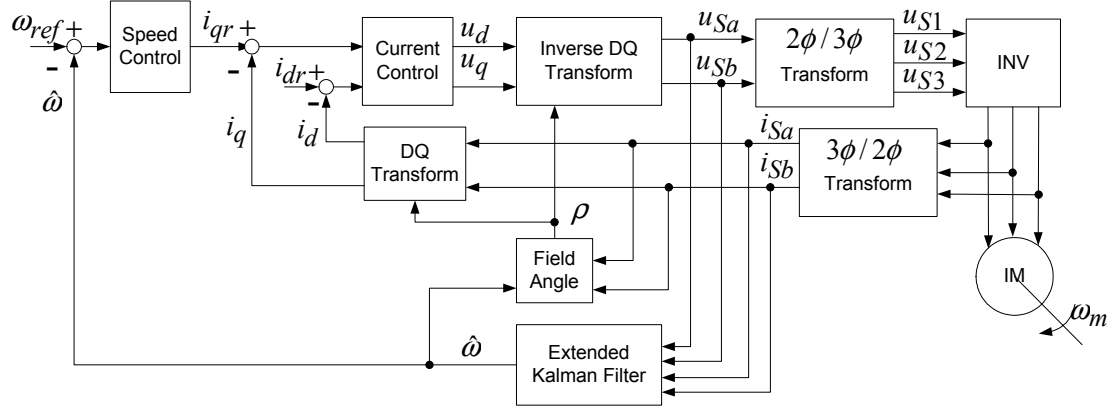 ω_ref +
-
ω̂
Speed
Control
i_qr +
-
i_q
i_dr +
-
i_d
Current
Control
u_d
u_q
Inverse DQ
Transform
u_Sa
u_Sb
2ϕ/3ϕ
Transform
u_S1
u_S2
u_S3
INV
DQ
Transform
i_Sa
i_Sb
3ϕ/2ϕ
Transform
ρ
Field
Angle
IM
ω_m
ω̂
Extended
Kalman Filter